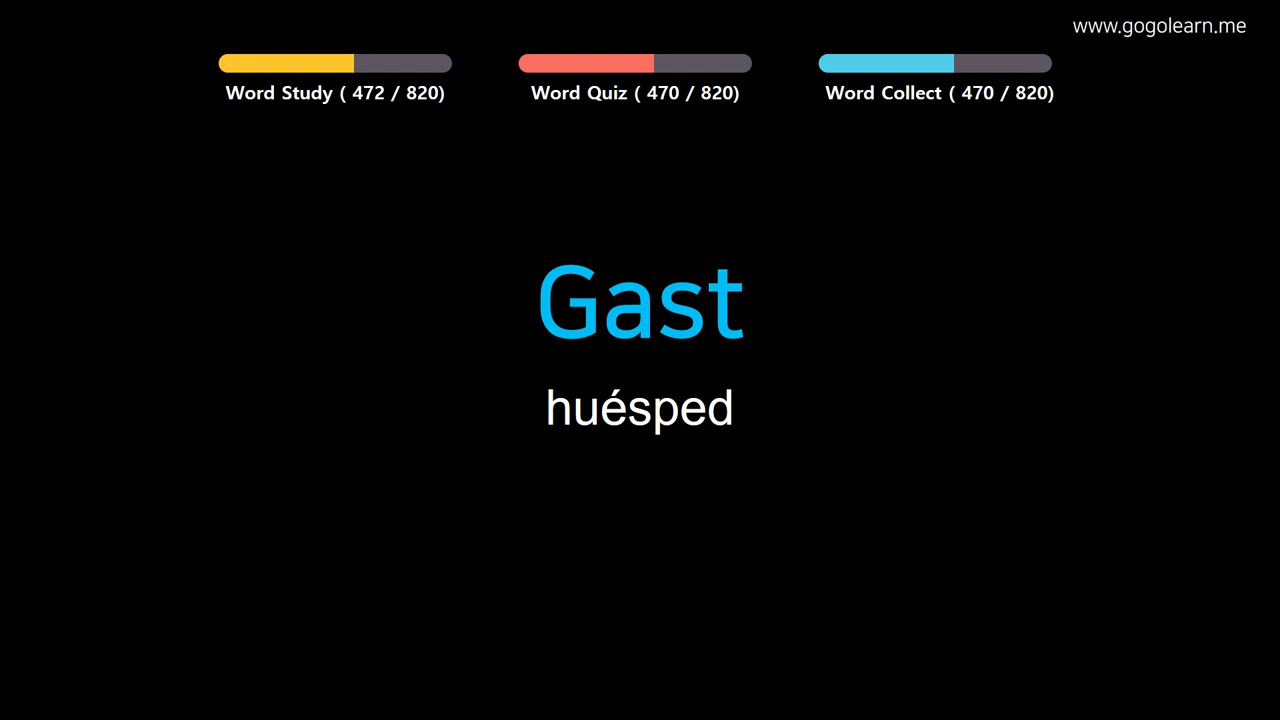 www.gogolearn.me
Word Study ( 472 / 820)
Word Quiz ( 470 / 820)
Word Collect ( 470 / 820)
Gast
huésped